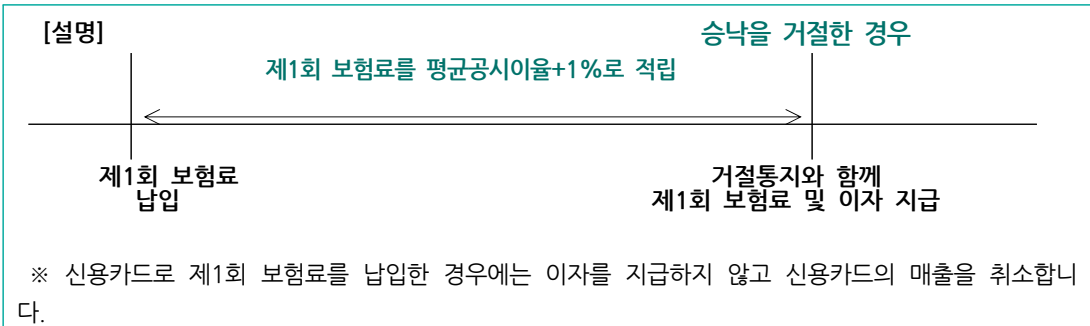 [설명]
승낙을 거절한 경우
제1회 보험료를 평균공시이율+1%로 적립
제1회 보험료
납입
거절통지와 함께
제1회 보험료 및 이자 지급
※ 신용카드로 제1회 보험료를 납입한 경우에는 이자를 지급하지 않고 신용카드의 매출을 취소합니
다.